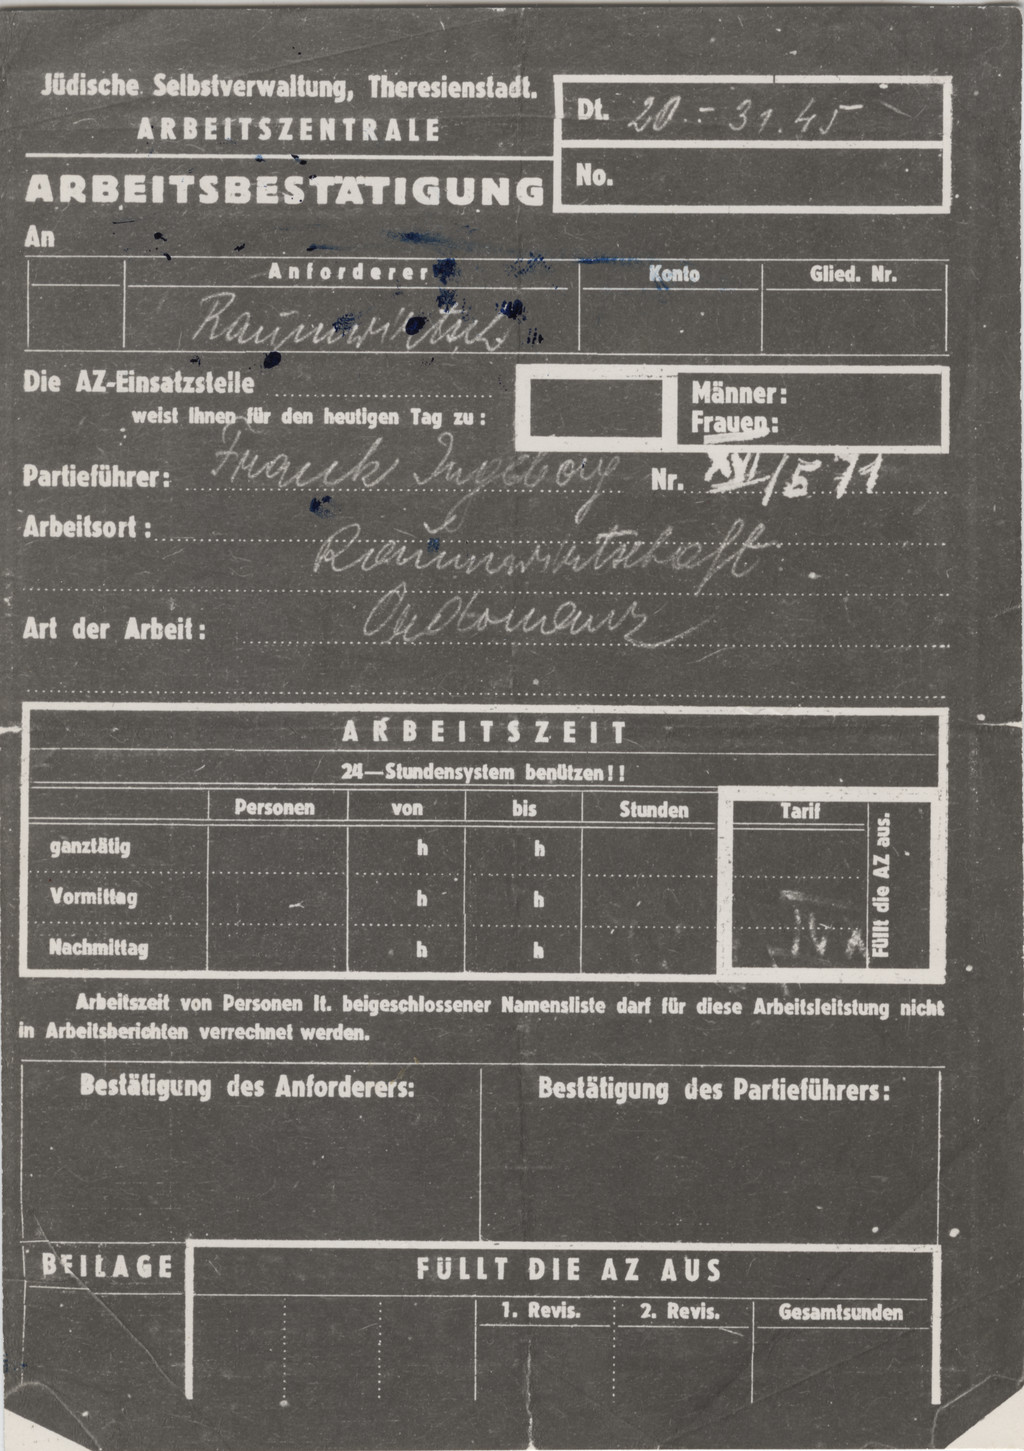 Jüdische Selbstverwaltung, Theresienstadt.
ARBEITSZENTRALE
Dt. 20.- 31.45
No.
ARBEITSBESTÄTIGUNG
An
Anforderer Konto Glied. Nr.
Raumwirtsch.
Die AZ-Einsatzstelle
weist Ihnen für den heutigen Tag zu:
Männer:
Frauen:
Partieführer: Franck Ingeborg Nr. XVI/5 71
Arbeitsort:
Raumwirtschaft
Art der Arbeit: Ordonnanz
ARBEITSZEIT
24—Stundensystem benützen!!
Personen von bis Stunden Tarif
ganztätig h h
Vormittag h h
Nachmittag h h
Füllt die AZ aus.
Arbeitszeit von Personen lt. beigeschlossener Namensliste darf für diese Arbeitsleitstung nicht
in Arbeitsberichten verrechnet werden.
Bestätigung des Anforderers: Bestätigung des Partieführers:
BEILAGE FÜLLT DIE AZ AUS
1. Revis. 2. Revis. Gesamtsunden